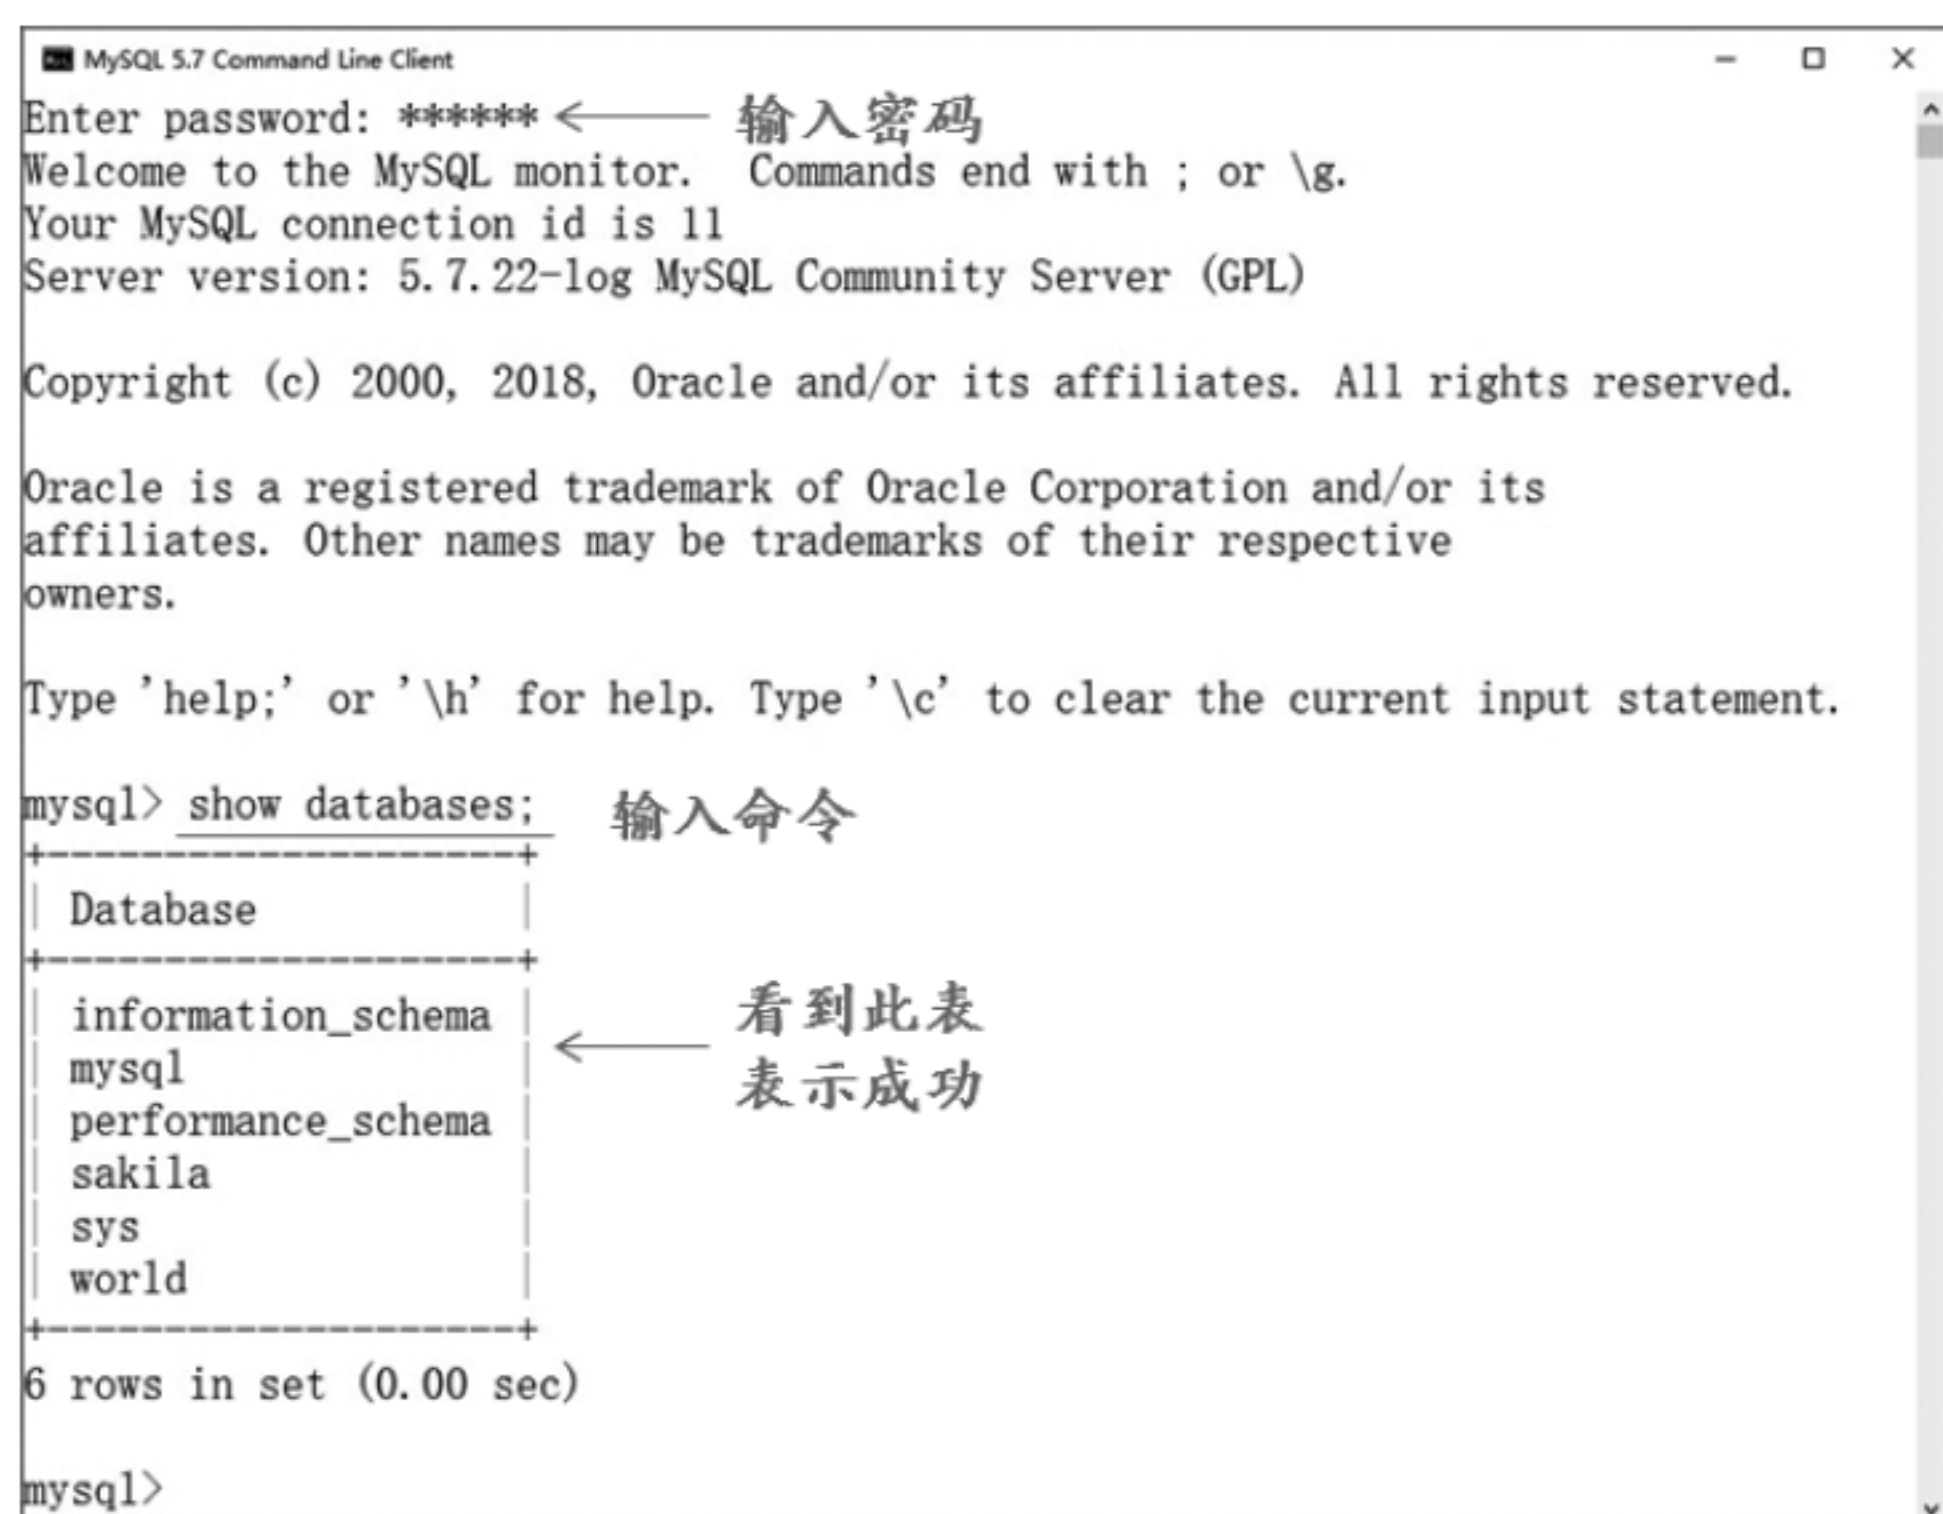 MySQL 5.7 Command Line Client
Enter password: ****** 输入密码
Welcome to the MySQL monitor.  Commands end with ; or \g.
Your MySQL connection id is 11
Server version: 5.7.22-log MySQL Community Server (GPL)
Copyright (c) 2000, 2018, Oracle and/or its affiliates. All rights reserved.
Oracle is a registered trademark of Oracle Corporation and/or its
affiliates. Other names may be trademarks of their respective
owners.
Type 'help;' or '\h' for help. Type '\c' to clear the current input statement.
mysql> show databases; 输入命令
+--------------------+
| Database           |
+--------------------+
| information_schema |
看到此表
| mysql              |
表示成功
| performance_schema |
| sakila             |
| sys                |
| world              |
+--------------------+
6 rows in set (0.00 sec)
mysql>